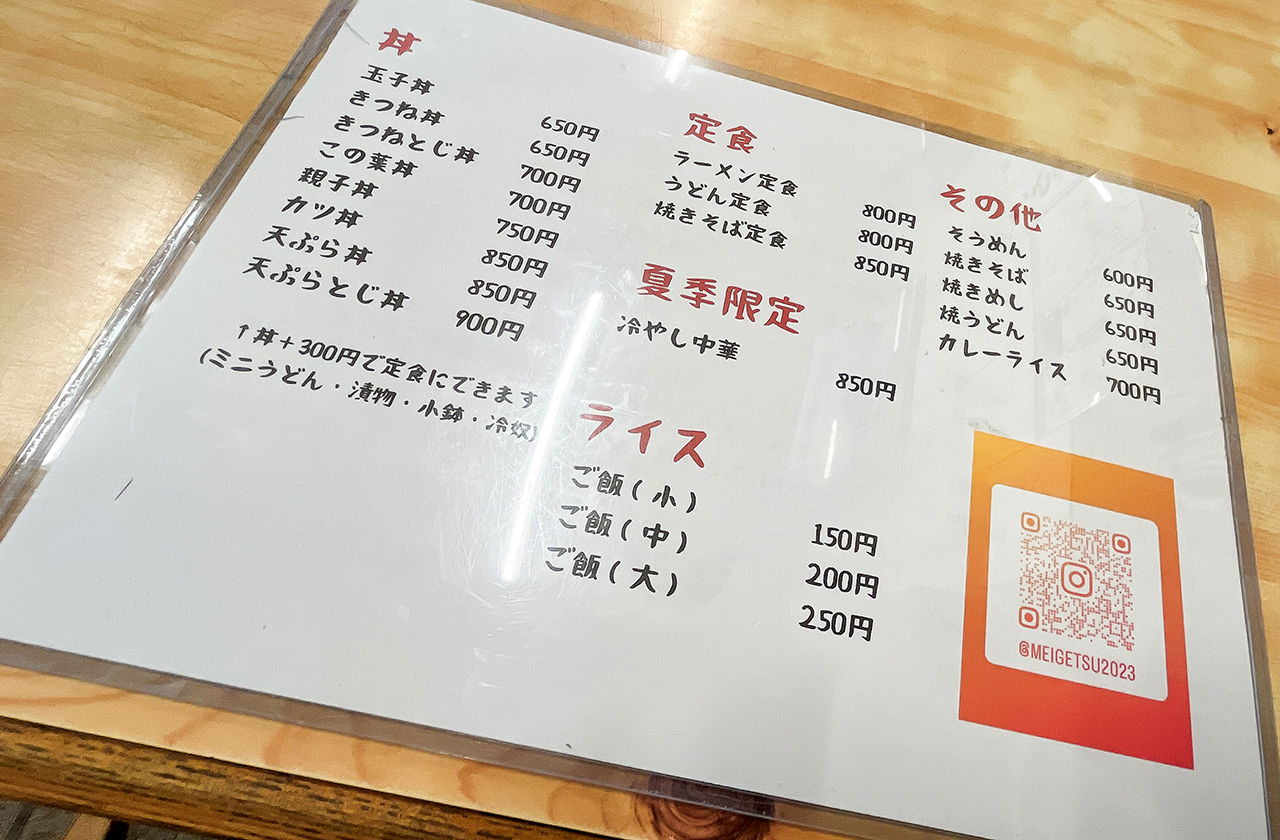 丼
玉子丼 650円
きつね丼 650円
きつねとじ丼 700円
この葉丼 700円
親子丼 750円
カツ丼 850円
天ぷら丼 850円
天ぷらとじ丼 900円
↑丼+300円で定食にできます
(ミニうどん・漬物・小鉢・冷奴)
定食
ラーメン定食 800円
うどん定食 800円
焼きそば定食 850円
夏季限定
冷やし中華 850円
ライス
ご飯(小) 150円
ご飯(中) 200円
ご飯(大) 250円
その他
そうめん 600円
焼きそば 650円
焼きめし 650円
焼うどん 650円
カレーライス 700円
@MEIGETSU2023